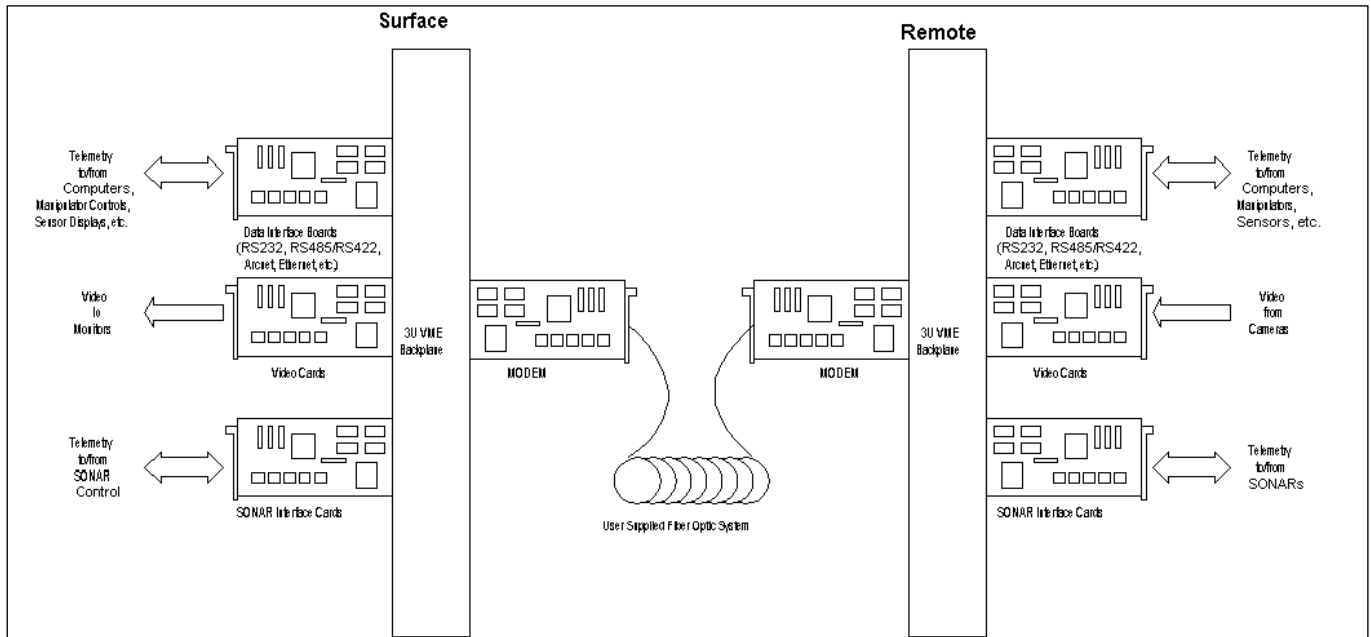 Surface
Remote
Telemetry
to/from
Computers,
Manipulator Controls,
Sensor Displays, etc.
Data Interface Boards
(RS232, RS485/RS422,
Arcnet, Ethernet, etc.)
Video
to
Monitors
Video Cards
Telemetry
to/from
SONAR
Control
SONAR Interface Cards
3U VME
Backplane
MODEM
User Supplied Fiber Optic System
MODEM
3U VME
Backplane
Data Interface Boards
(RS232, RS485/RS422,
Arcnet, Ethernet, etc.)
Telemetry
to/from
Computers,
Manipulators,
Sensors, etc.
Video Cards
Video
from
Cameras
SONAR Interface Cards
Telemetry
to/from
SONARs